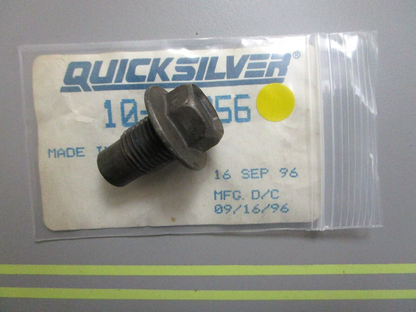 QUICKSILVER®
10- 56
MADE
16 SEP 96
MFG. D/C
09/16/96